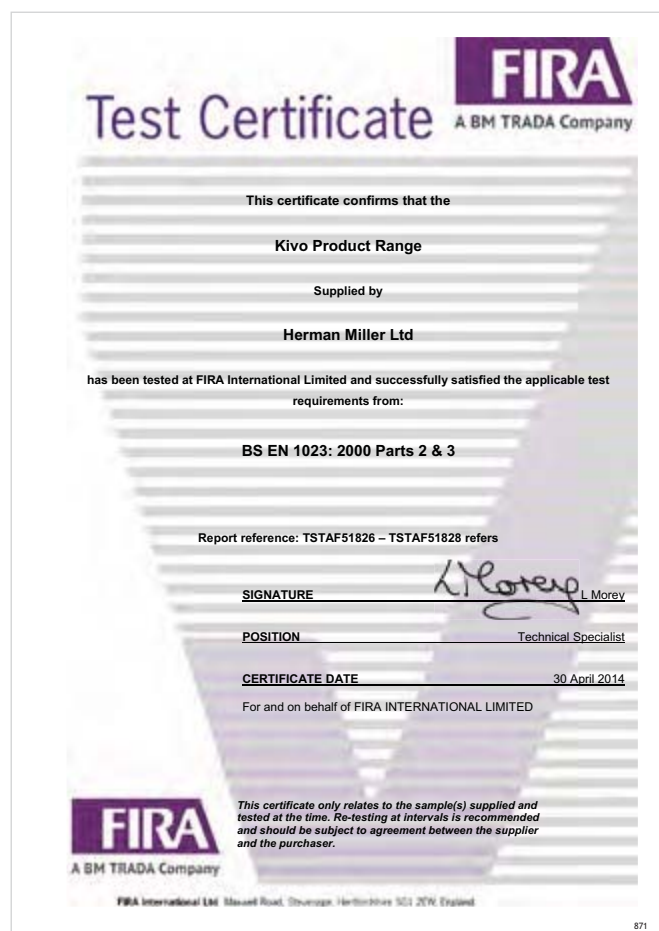 Test Certificate
FIRA
A BM TRADA Company
This certificate confirms that the
Kivo Product Range
Supplied by
Herman Miller Ltd
has been tested at FIRA International Limited and successfully satisfied the applicable test
requirements from:
BS EN 1023: 2000 Parts 2 & 3
Report reference: TSTAF51826 – TSTAF51828 refers
SIGNATURE L Morey L Morey
POSITION Technical Specialist
CERTIFICATE DATE 30 April 2014
For and on behalf of FIRA INTERNATIONAL LIMITED
This certificate only relates to the sample(s) supplied and
tested at the time. Re-testing at intervals is recommended
and should be subject to agreement between the supplier
and the purchaser.
FIRA
A BM TRADA Company
FIRA International Ltd Maxwell Road, Stevenage, Hertfordshire SG1 2EW, England
871